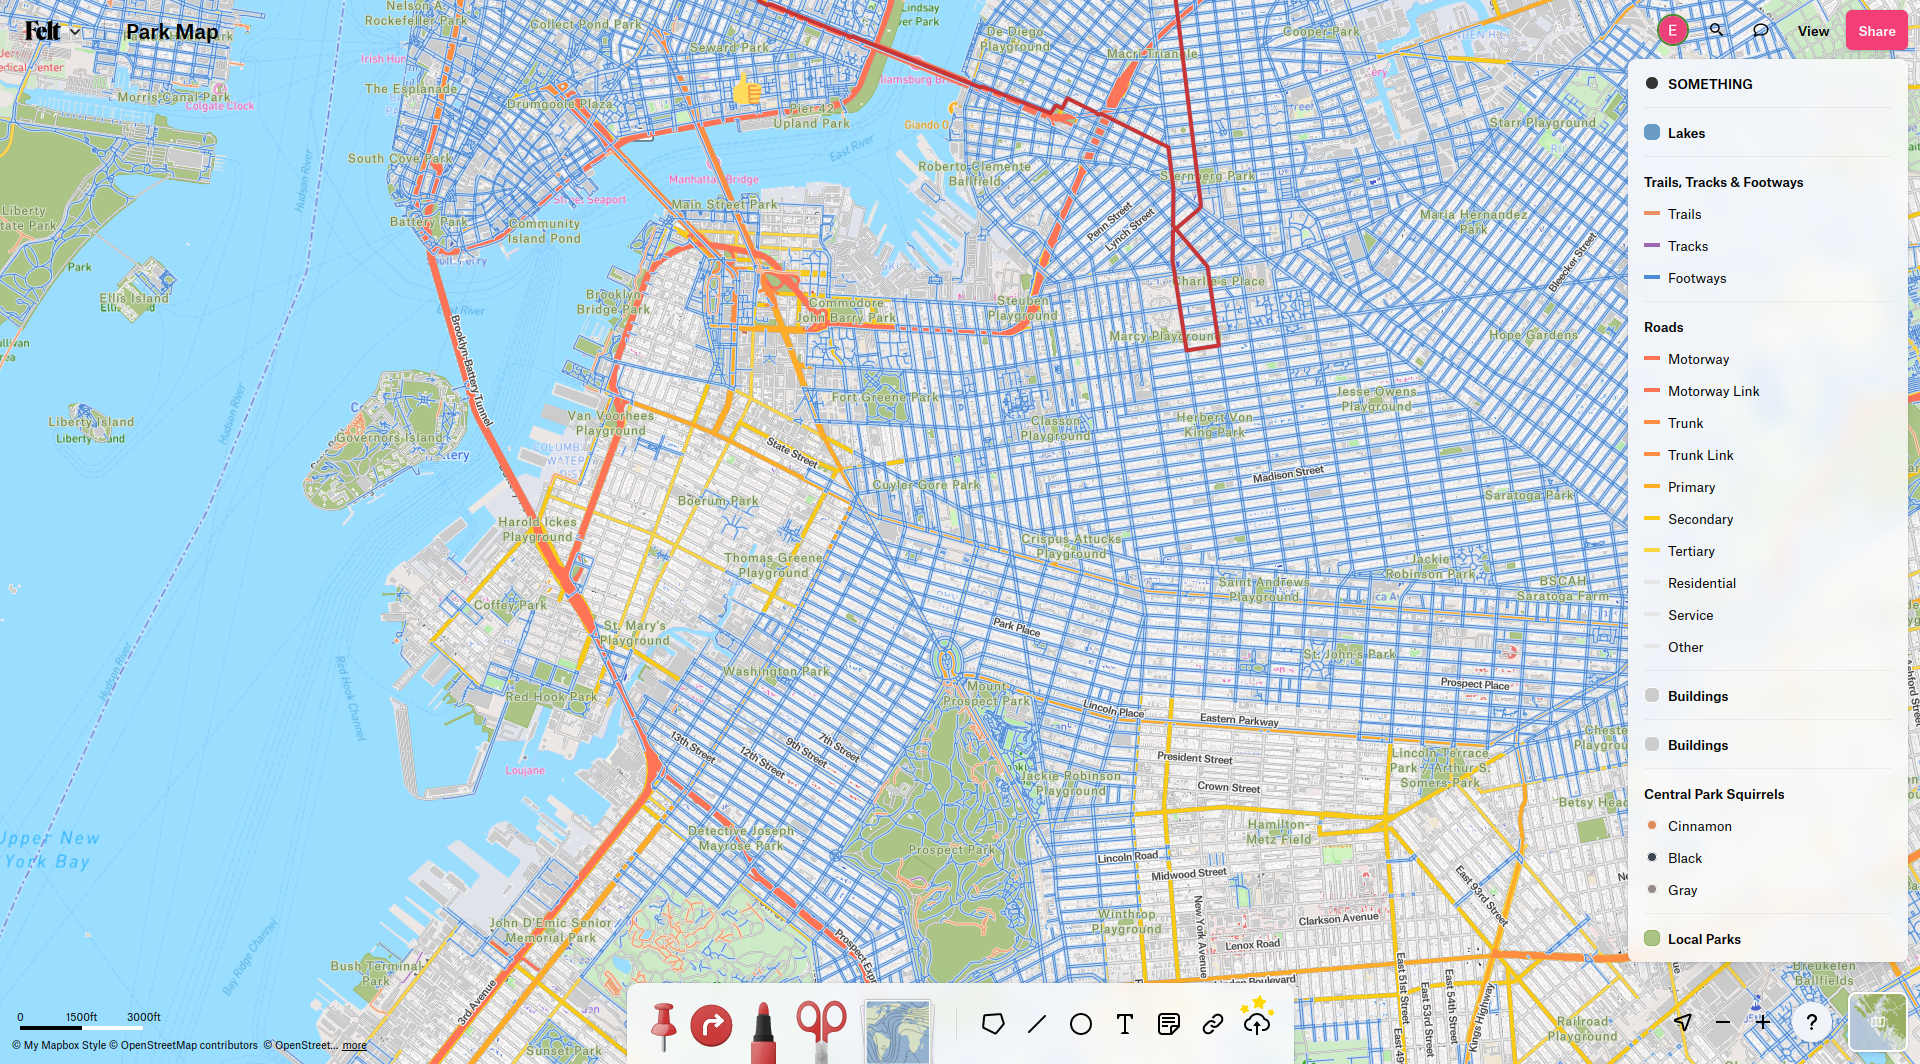 Felt
Park Map
E
View
Share
Nelson A.
Rockefeller Park
Collect Pond Park
Seward Park
Lindsay
De Diego
Playground
Macri Triangle
Cooper Park
Irish Hun
The Esplanade
Morris Canal Park
Colgate Clock
Drumgoole Plaza
Pier 42
Upland Park
Giando
Starr Playground
South Cove Park
Hudson River
Manhattan Bridge
East River
Roberto Clemente
Ballfield
Sternberg Park
Liberty
Battery Park
Street Seaport
Community
Island Pond
Main Street Park
Penn Street
Lynch Street
Maria Hernandez
Park
Bleecker Street
Park
Ellis Island
East River
Brooklyn
Bridge Park
Commodore
John Barry Park
Steuben
Playground
Charlie's Place
Marcy Playground
Hope Gardens
Brooklyn-Battery Tunnel
Hudson River
Liberty Island
Liberty Island
Governors Island
Van Voorhees
Playground
Fort Greene Park
Classon
Playground
Herbert Von
King Park
Jesse Owens
Playground
State Street
Madison Street
Cuyler Gore Park
Saratoga Park
Boerum Park
Harold Ickes
Playground
Thomas Greene
Playground
Crispus Attucks
Playground
Jackie
Robinson Park
Saint Andrews
Playground
BSCAH
Saratoga Farm
Coffey Park
St. Mary's
Playground
Park Place
St. John's Park
Hudson River
Red Hook Channel
Washington Park
Red Hook Park
Mount
Prospect Park
Prospect Place
Lincoln Place
Eastern Parkway
13th Street
12th Street
9th Street
7th Street
President Street
Lincoln Terrace
Park / Arthur S.
Somers Park
Loujane
Jackie Robinson
Playground
Crown Street
Betsy Head
Upper New
York Bay
Detective Joseph
Mayrose Park
Prospect Park
Hamilton-
Metz Field
Lincoln Road
Midwood Street
East 93rd Street
John D'Emic Senior
Memorial Park
Winthrop
Playground
New York Avenue
Clarkson Avenue
Lenox Road
Bay Ridge Channel
Bush Terminal
Park
3rd Avenue
East 51st Street
East 53rd Street
East 54th Street
Kings Highway
Breukelen
Ballfields
Railroad
Playground
Sunset Park
SOMETHING
Lakes
Trails, Tracks & Footways
Trails
Tracks
Footways
Roads
Motorway
Motorway Link
Trunk
Trunk Link
Primary
Secondary
Tertiary
Residential
Service
Other
Buildings
Buildings
Central Park Squirrels
Cinnamon
Black
Gray
Local Parks
T
?
0 1500ft 3000ft
© My Mapbox Style © OpenStreetMap contributors © OpenStreet... more